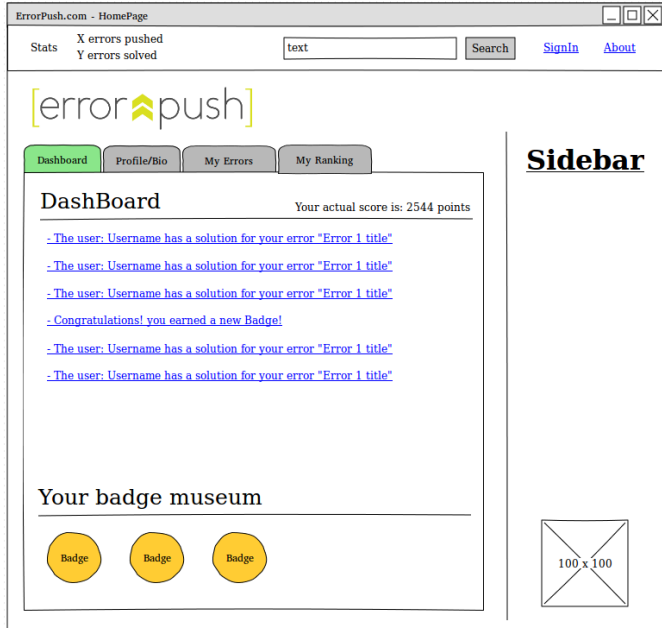 ErrorPush.com - HomePage
Stats
X errors pushed
Y errors solved
text
Search
SignIn
About
[error push]
Sidebar
Dashboard
Profile/Bio
My Errors
My Ranking
DashBoard
Your actual score is: 2544 points
- The user: Username has a solution for your error "Error 1 title"
- The user: Username has a solution for your error "Error 1 title"
- The user: Username has a solution for your error "Error 1 title"
- Congratulations! you earned a new Badge!
- The user: Username has a solution for your error "Error 1 title"
- The user: Username has a solution for your error "Error 1 title"
Your badge museum
Badge
Badge
Badge
100 x 100